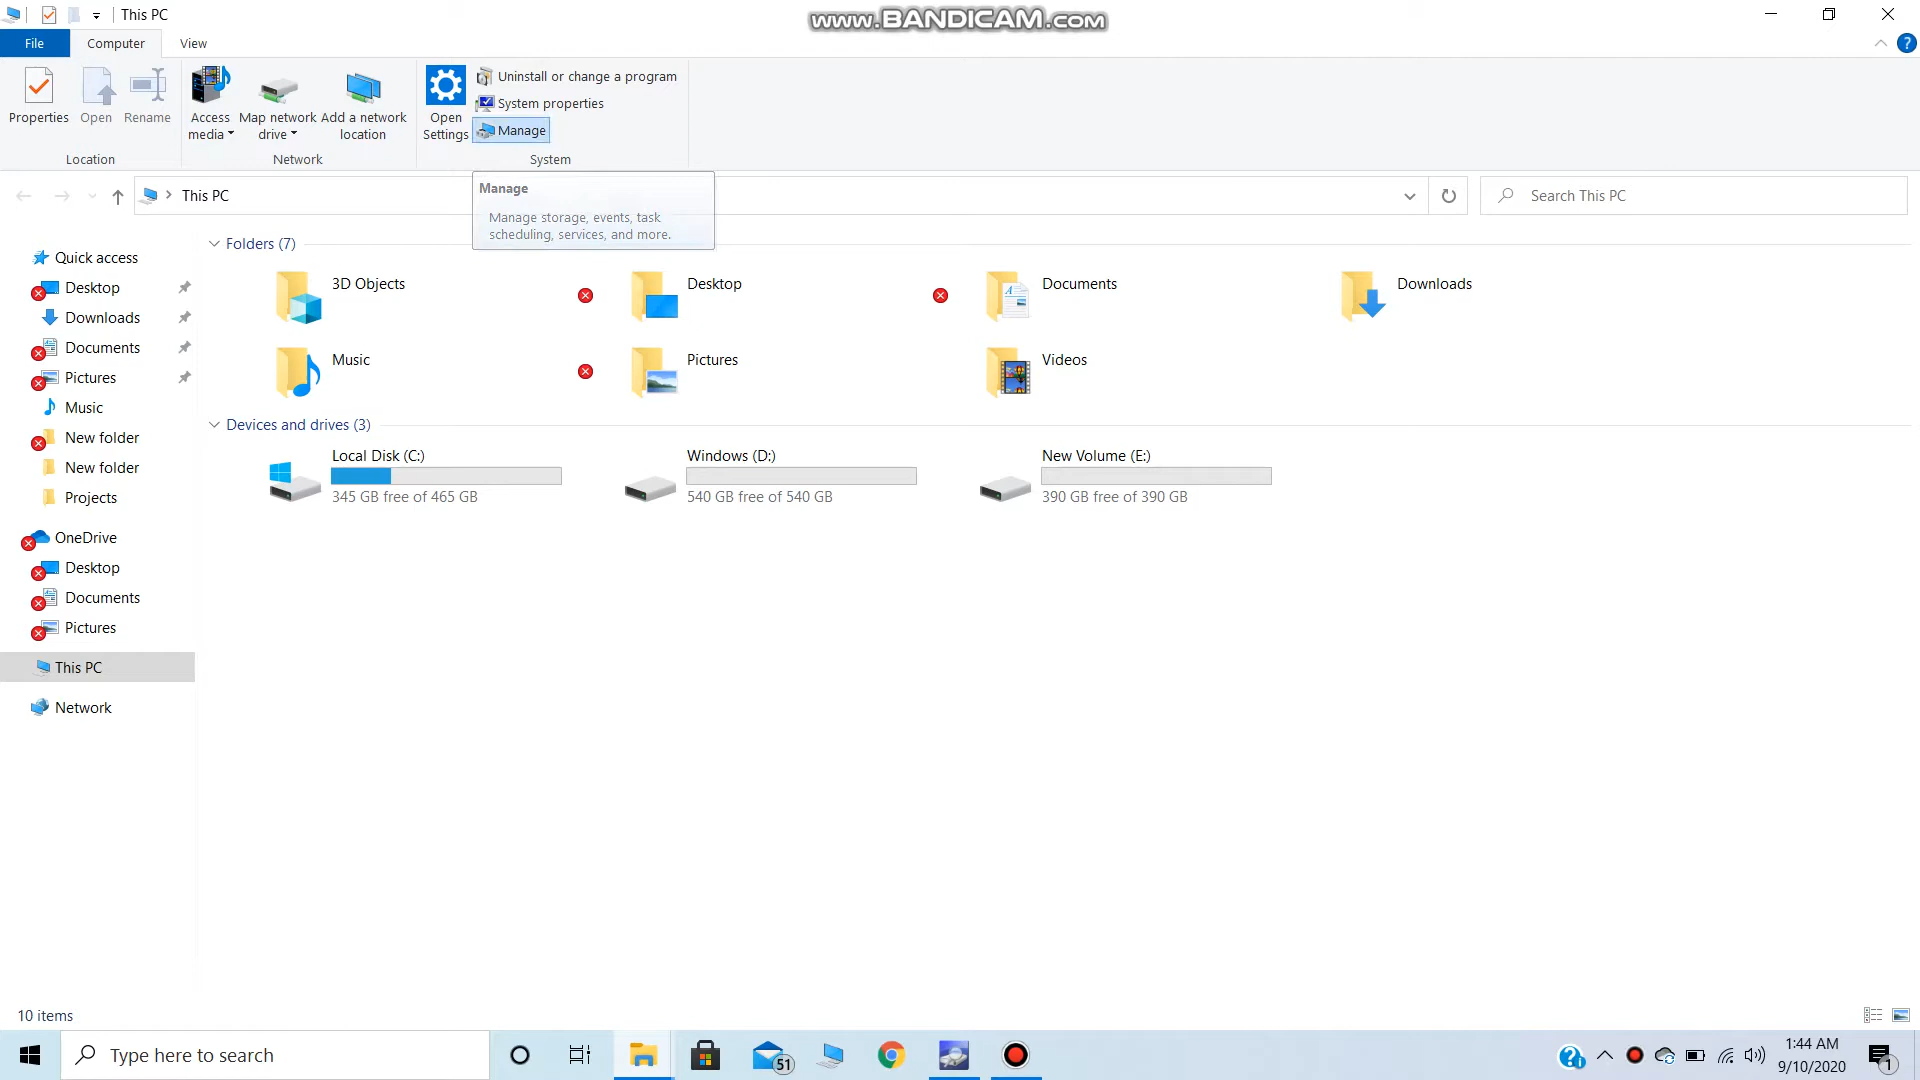 This PC
www.BANDICAM.com
File
Computer
View
Properties
Open
Rename
Access media
Map network drive
Add a network location
Open Settings
Uninstall or change a program
System properties
Manage
Location
Network
System
This PC
Search This PC
Manage
Manage storage, events, task
scheduling, services, and more.
Quick access
Desktop
Downloads
Documents
Pictures
Music
New folder
New folder
Projects
OneDrive
Desktop
Documents
Pictures
This PC
Network
Folders (7)
3D Objects
Desktop
Documents
Downloads
Music
Pictures
Videos
Devices and drives (3)
Local Disk (C:)
345 GB free of 465 GB
Windows (D:)
540 GB free of 540 GB
New Volume (E:)
390 GB free of 390 GB
10 items
Type here to search
51
1:44 AM
9/10/2020
1